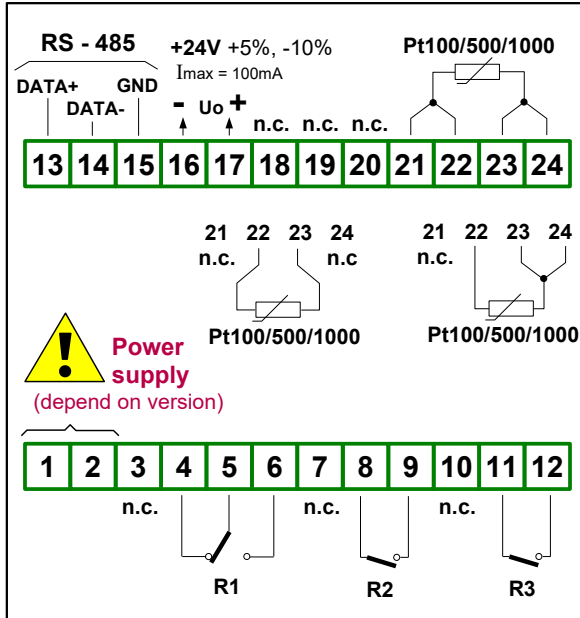 RS - 485
+24V +5%, -10%
Pt100/500/1000
Imax = 100mA
DATA+
GND
DATA-
- Uo +
n.c. n.c. n.c.
13 14 15 16 17 18 19 20 21 22 23 24
21 22 23 24
n.c. n.c
Pt100/500/1000
21 22 23 24
n.c.
Pt100/500/1000
!
Power
supply
(depend on version)
1 2 3 4 5 6 7 8 9 10 11 12
n.c. n.c. n.c.
R1 R2 R3